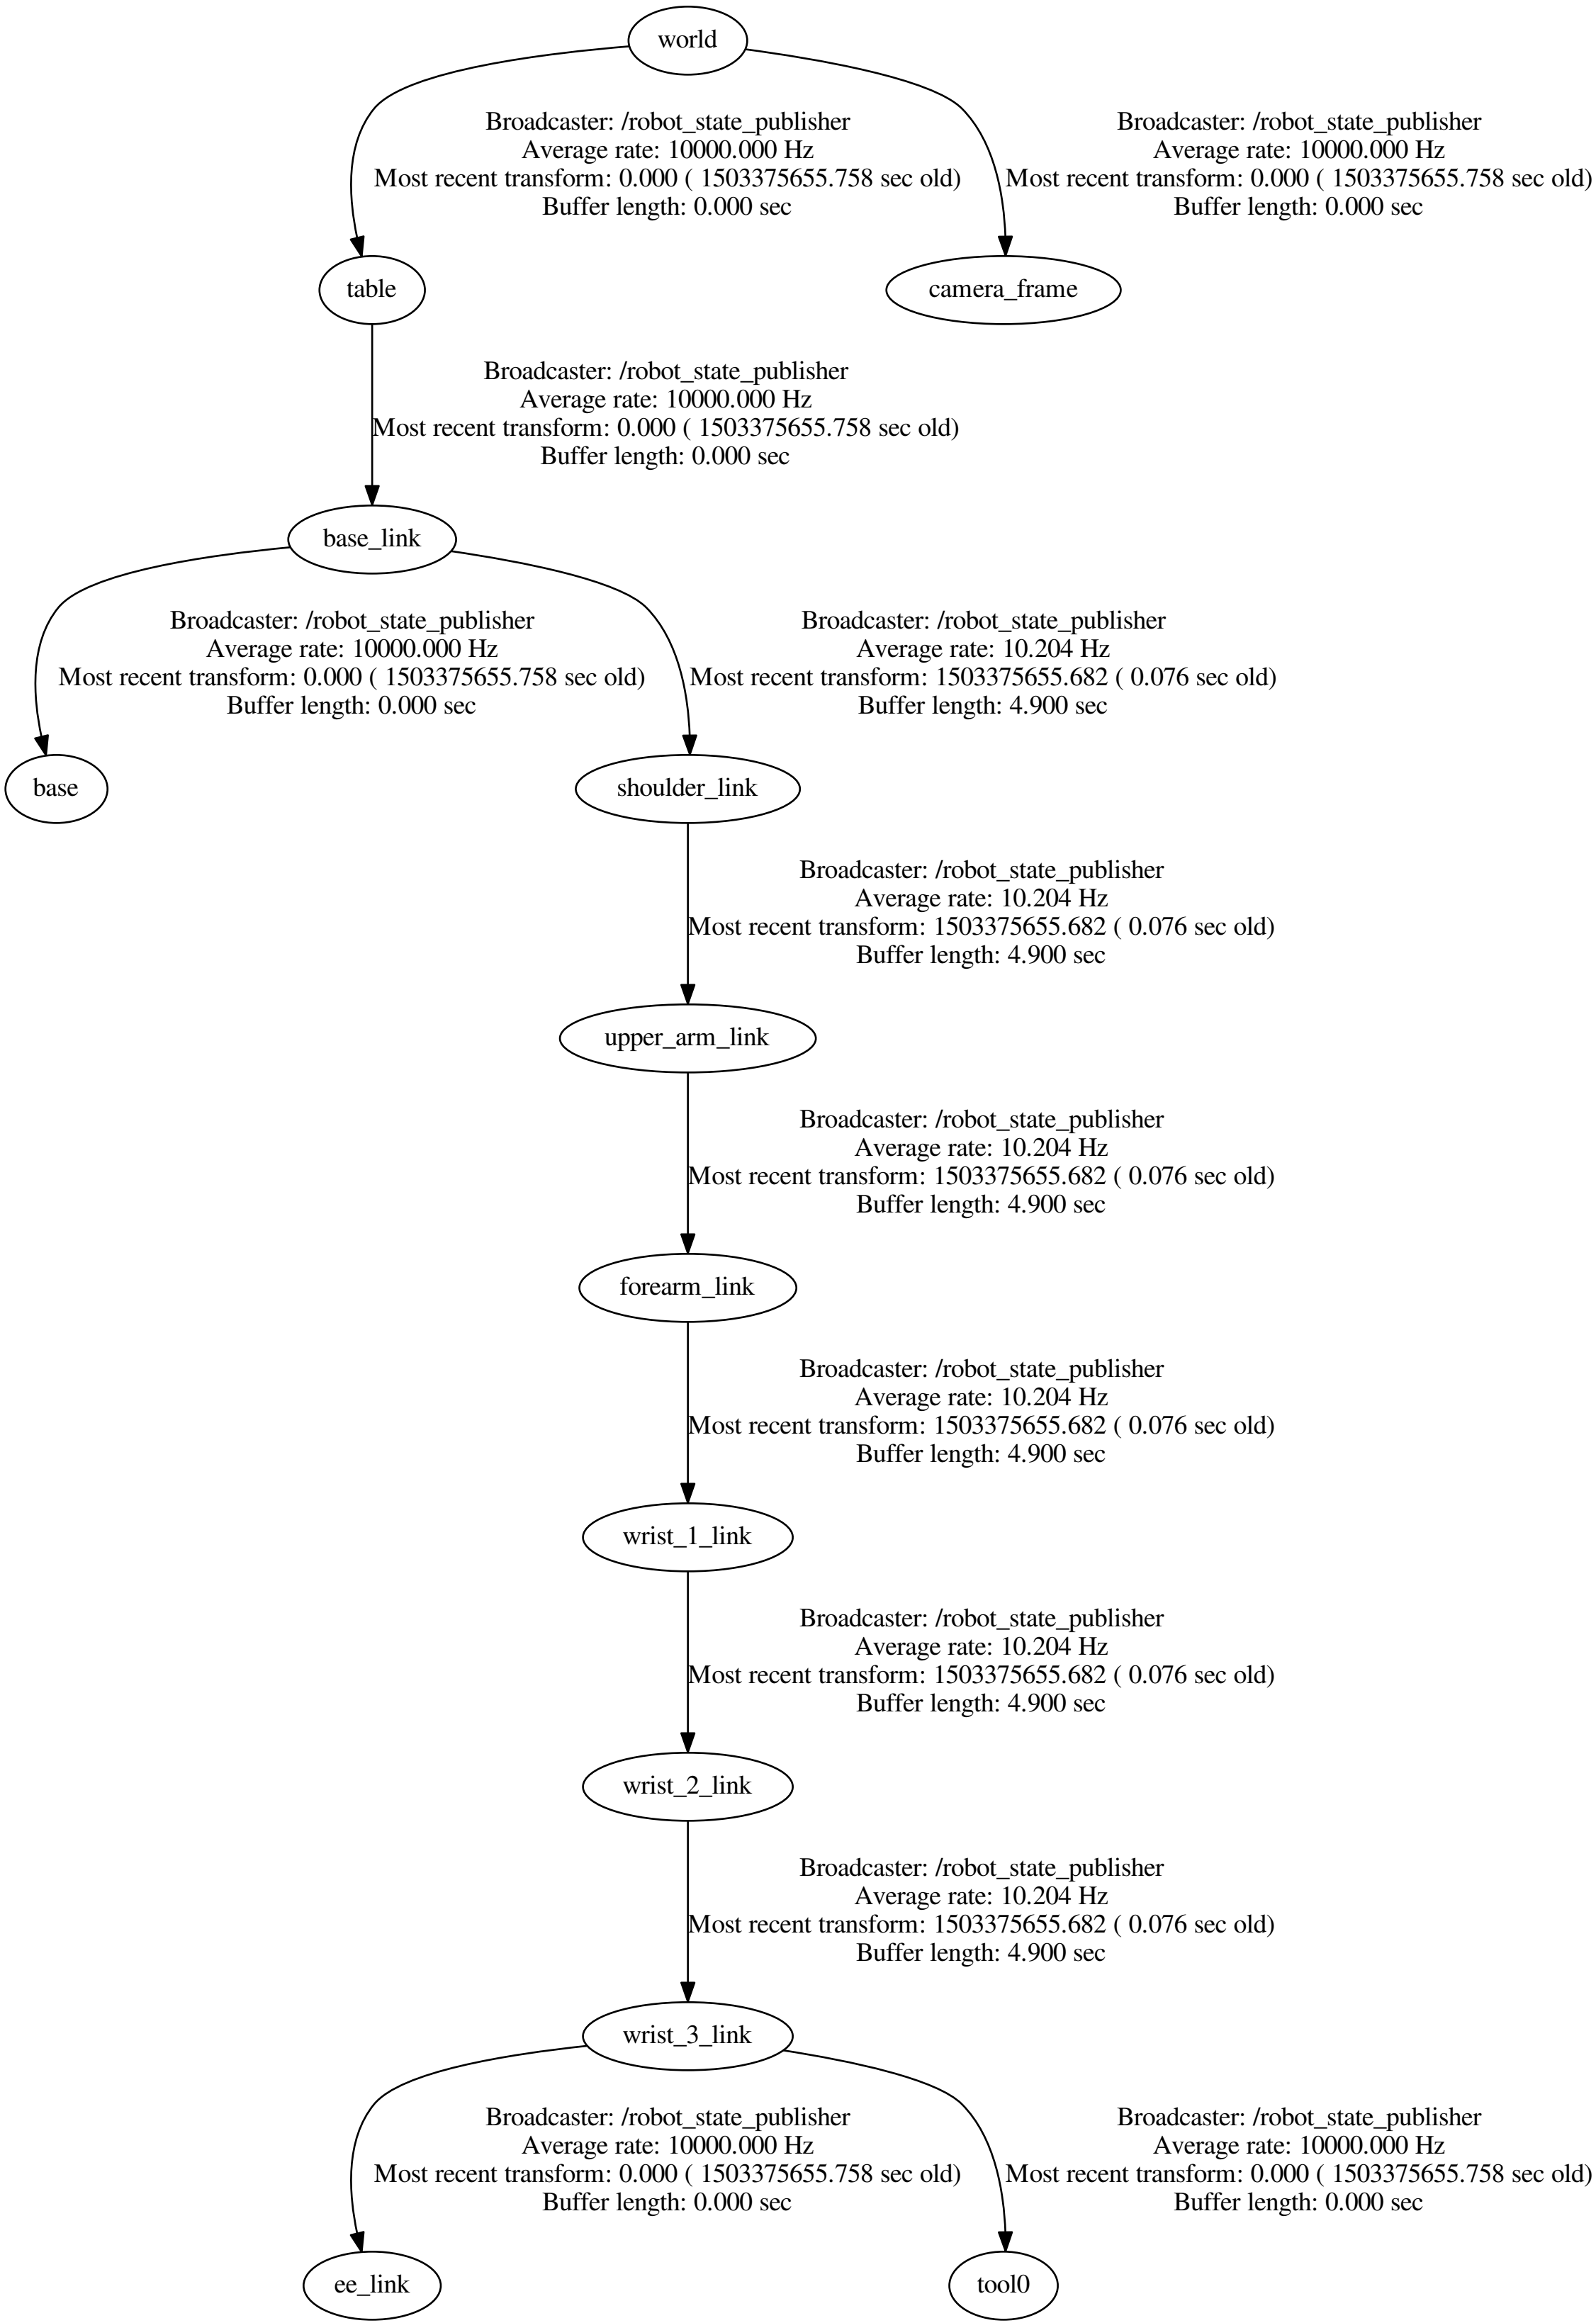 world
Broadcaster: /robot_state_publisher
Average rate: 10000.000 Hz
Most recent transform: 0.000 ( 1503375655.758 sec old)
Buffer length: 0.000 sec
Broadcaster: /robot_state_publisher
Average rate: 10000.000 Hz
Most recent transform: 0.000 ( 1503375655.758 sec old)
Buffer length: 0.000 sec
table
camera_frame
Broadcaster: /robot_state_publisher
Average rate: 10000.000 Hz
Most recent transform: 0.000 ( 1503375655.758 sec old)
Buffer length: 0.000 sec
base_link
Broadcaster: /robot_state_publisher
Average rate: 10000.000 Hz
Most recent transform: 0.000 ( 1503375655.758 sec old)
Buffer length: 0.000 sec
Broadcaster: /robot_state_publisher
Average rate: 10.204 Hz
Most recent transform: 1503375655.682 ( 0.076 sec old)
Buffer length: 4.900 sec
base
shoulder_link
Broadcaster: /robot_state_publisher
Average rate: 10.204 Hz
Most recent transform: 1503375655.682 ( 0.076 sec old)
Buffer length: 4.900 sec
upper_arm_link
Broadcaster: /robot_state_publisher
Average rate: 10.204 Hz
Most recent transform: 1503375655.682 ( 0.076 sec old)
Buffer length: 4.900 sec
forearm_link
Broadcaster: /robot_state_publisher
Average rate: 10.204 Hz
Most recent transform: 1503375655.682 ( 0.076 sec old)
Buffer length: 4.900 sec
wrist_1_link
Broadcaster: /robot_state_publisher
Average rate: 10.204 Hz
Most recent transform: 1503375655.682 ( 0.076 sec old)
Buffer length: 4.900 sec
wrist_2_link
Broadcaster: /robot_state_publisher
Average rate: 10.204 Hz
Most recent transform: 1503375655.682 ( 0.076 sec old)
Buffer length: 4.900 sec
wrist_3_link
Broadcaster: /robot_state_publisher
Average rate: 10000.000 Hz
Most recent transform: 0.000 ( 1503375655.758 sec old)
Buffer length: 0.000 sec
Broadcaster: /robot_state_publisher
Average rate: 10000.000 Hz
Most recent transform: 0.000 ( 1503375655.758 sec old)
Buffer length: 0.000 sec
ee_link
tool0